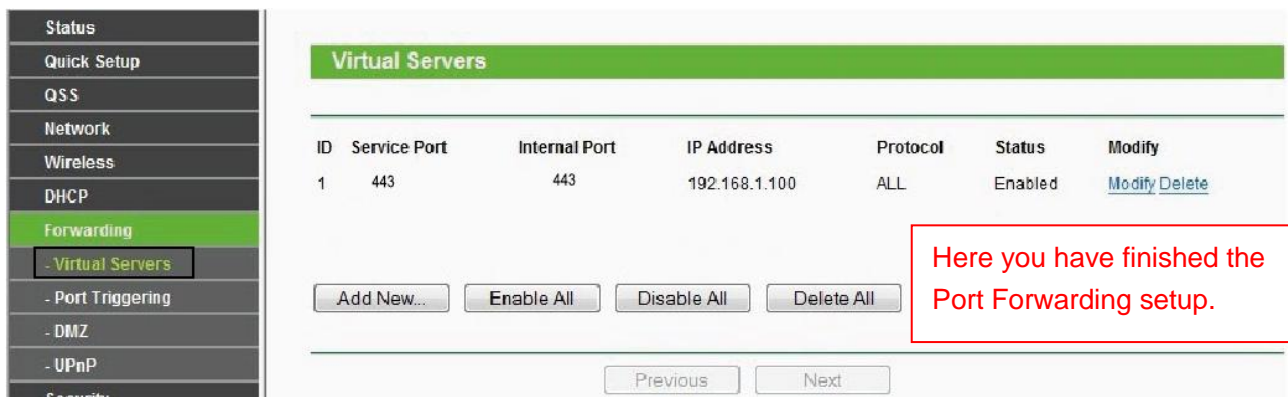 Status
Quick Setup
QSS
Network
Wireless
DHCP
Forwarding
- Virtual Servers
- Port Triggering
- DMZ
- UPnP
Security
Virtual Servers
ID Service Port Internal Port IP Address Protocol Status Modify
1 443 443 192.168.1.100 ALL Enabled Modify Delete
Here you have finished the
Port Forwarding setup.
Add New... Enable All Disable All Delete All
Previous Next